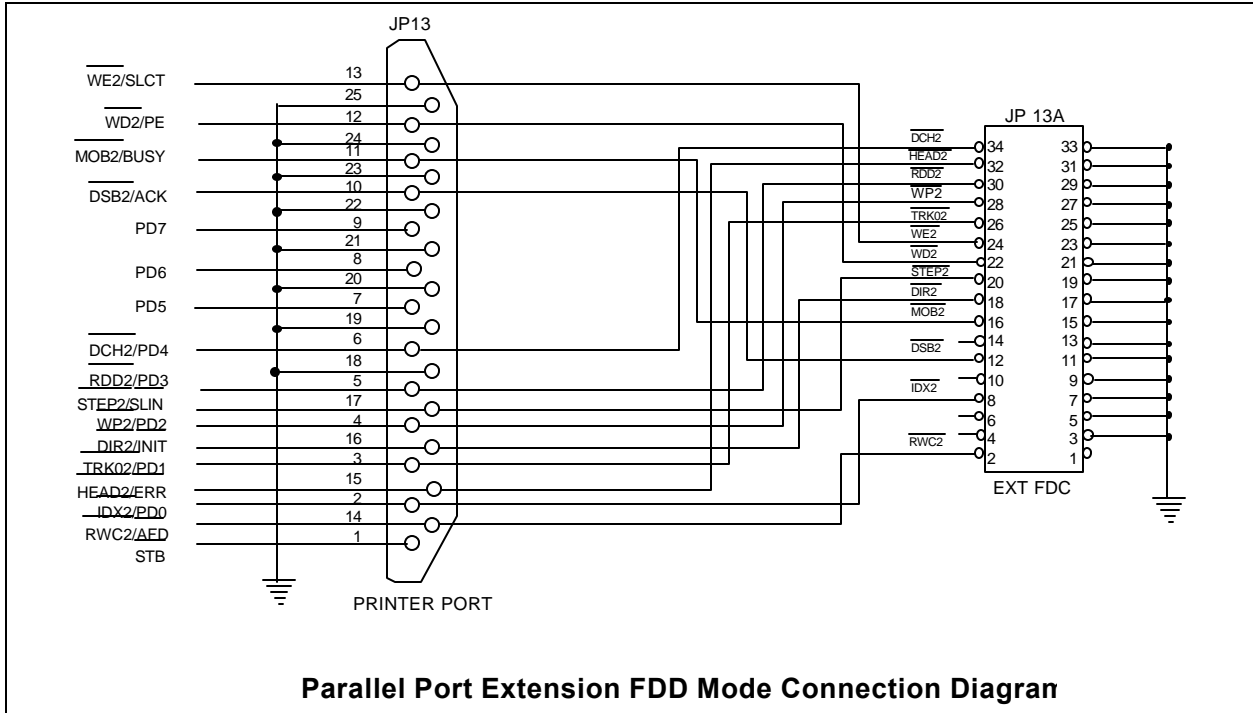 JP13
WE2/SLCT
13
25
WD2/PE
12
24
MOB2/BUSY
11
23
DSB2/ACK
10
22
PD7
9
21
PD6
8
20
PD5
7
19
DCH2/PD4
6
18
RDD2/PD3
5
STEP2/SLIN
17
WP2/PD2
4
DIR2/INIT
16
TRK02/PD1
3
HEAD2/ERR
15
IDX2/PD0
2
RWC2/AFD
14
STB
1
PRINTER PORT
JP 13A
DCH2
34 33
HEAD2
32 31
RDD2
30 29
WP2
28 27
TRK02
26 25
WE2
24 23
WD2
22 21
STEP2
20 19
DIR2
18 17
MOB2
16 15
14 13
DSB2
12 11
10 9
IDX2
8 7
6 5
4 3
RWC2
2 1
EXT FDC
Parallel Port Extension FDD Mode Connection Diagram